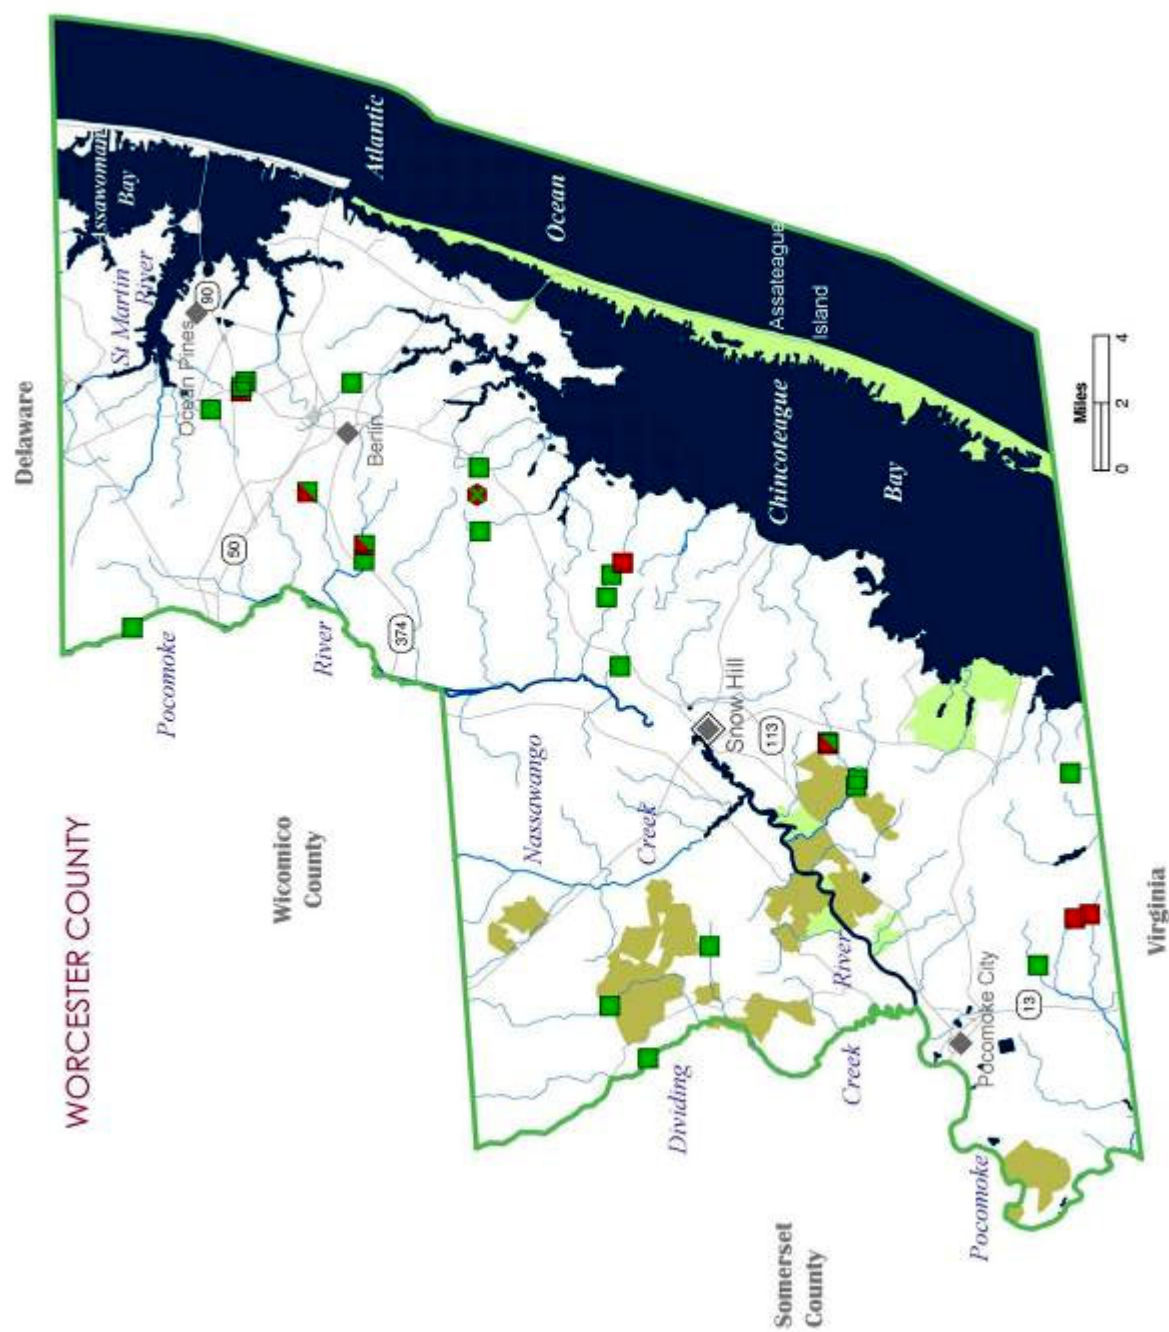 WORCESTER COUNTY
Delaware
Assawoman
Bay
St Martin
River
Ocean Pines
90
Atlantic
Ocean
Berlin
50
Pocomoke
River
374
Wicomico
County
Nassawango
Creek
Snow Hill
113
Assateague
Island
Chincoteague
Bay
Dividing
Creek
River
Pocomoke City
13
Pocomoke
Somerset
County
Virginia
Miles
0 2 4